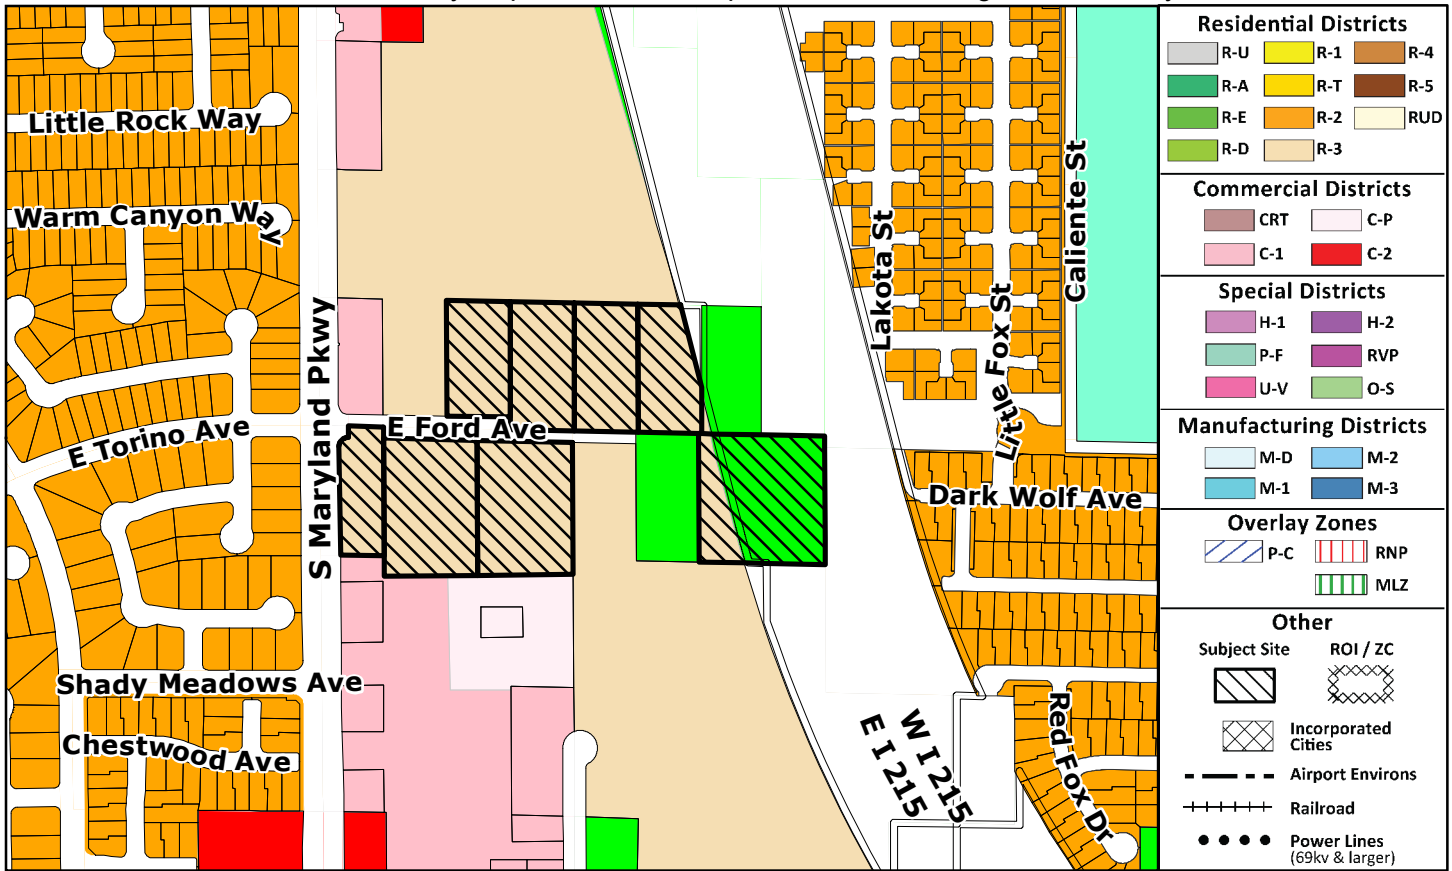 Little Rock Way
Warm Canyon Way
S Maryland Pkwy
E Torino Ave
E Ford Ave
Shady Meadows Ave
Chestwood Ave
Lakota St
Little Fox St
Caliente St
Dark Wolf Ave
W I 215
E I 215
Red Fox Dr
Residential Districts
R-U R-1 R-4
R-A R-T R-5
R-E R-2 RUD
R-D R-3
Commercial Districts
CRT C-P
C-1 C-2
Special Districts
H-1 H-2
P-F RVP
U-V O-S
Manufacturing Districts
M-D M-2
M-1 M-3
Overlay Zones
P-C RNP
MLZ
Other
Subject Site ROI / ZC
Incorporated
Cities
Airport Environs
Railroad
Power Lines
(69kv & larger)